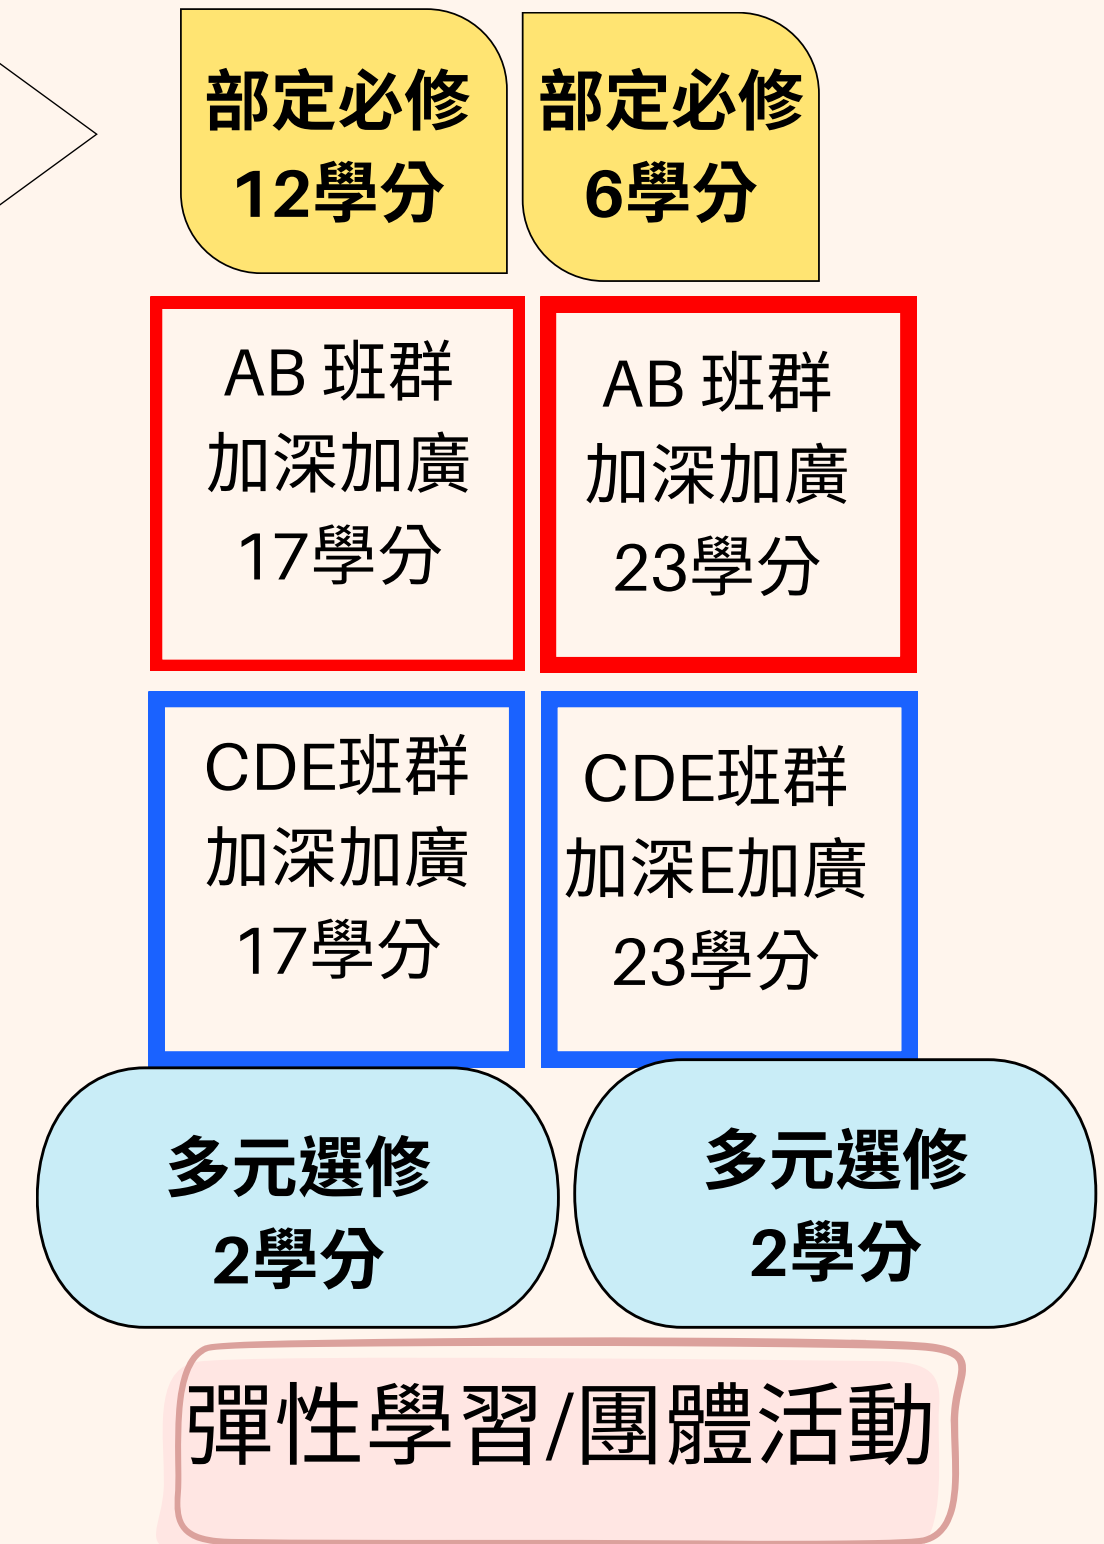 部定必修
12學分
部定必修
6學分
AB 班群
加深加廣
17學分
AB 班群
加深加廣
23學分
CDE班群
加深加廣
17學分
CDE班群
加深E加廣
23學分
多元選修
2學分
多元選修
2學分
彈性學習/團體活動